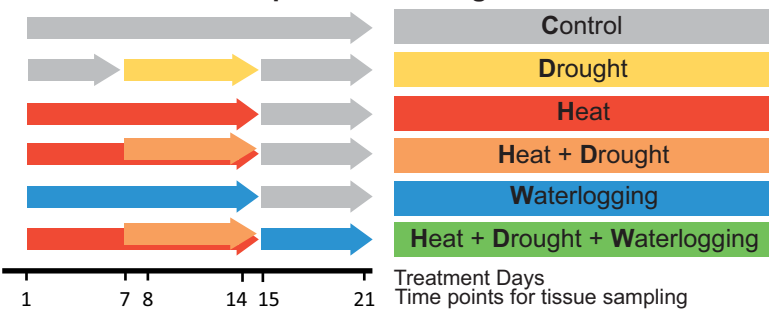 Control
Drought
Heat
Heat + Drought
Waterlogging
Heat + Drought + Waterlogging
Treatment Days
1 7 8 14 15 21 Time points for tissue sampling